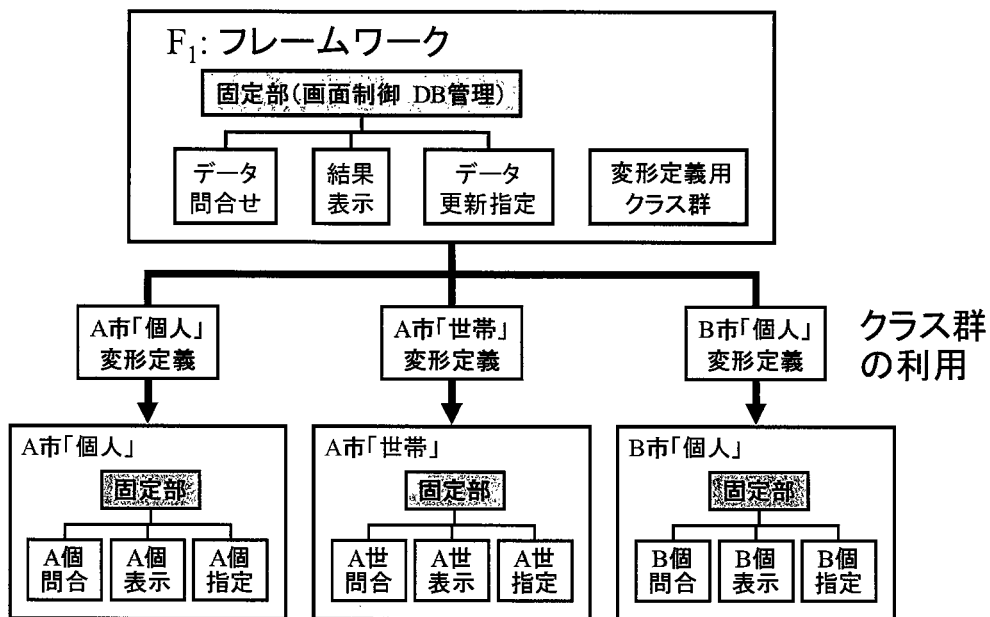 F1: フレームワーク
固定部(画面制御 DB管理)
データ
問合せ
結果
表示
データ
更新指定
変形定義用
クラス群
A市「個人」
変形定義
A市「世帯」
変形定義
B市「個人」
変形定義
クラス群
の利用
A市「個人」
固定部
A個
問合
A個
表示
A個
指定
A市「世帯」
固定部
A世
問合
A世
表示
A世
指定
B市「個人」
固定部
B個
問合
B個
表示
B個
指定